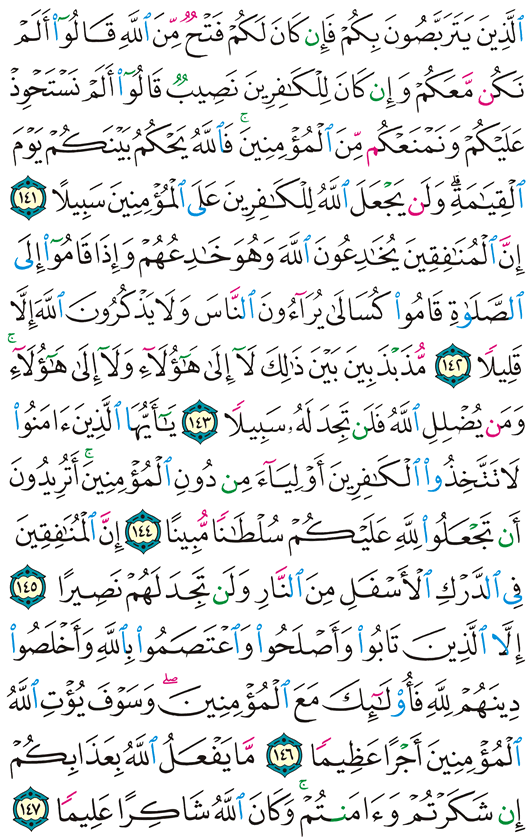 ٱلَّذِينَ يَتَرَبَّصُونَ بِكُمْ فَإِن كَانَ لَكُمْ فَتْحٌ مِّنَ ٱللَّهِ قَالُوٓا۟ أَلَمْ
نَكُن مَّعَكُمْ وَإِن كَانَ لِلْكَـٰفِرِينَ نَصِيبٌ قَالُوٓا۟ أَلَمْ نَسْتَحْوِذْ
عَلَيْكُمْ وَنَمْنَعْكُم مِّنَ ٱلْمُؤْمِنِينَ ۚ فَٱللَّهُ يَحْكُمُ بَيْنَكُمْ يَوْمَ
ٱلْقِيَـٰمَةِ ۗ وَلَن يَجْعَلَ ٱللَّهُ لِلْكَـٰفِرِينَ عَلَى ٱلْمُؤْمِنِينَ سَبِيلًا ١٤١
إِنَّ ٱلْمُنَـٰفِقِينَ يُخَـٰدِعُونَ ٱللَّهَ وَهُوَ خَـٰدِعُهُمْ وَإِذَا قَامُوٓا۟ إِلَى
ٱلصَّلَوٰةِ قَامُوا۟ كُسَالَىٰ يُرَآءُونَ ٱلنَّاسَ وَلَا يَذْكُرُونَ ٱللَّهَ إِلَّا
قَلِيلًا ١٤٢ مُّذَبْذَبِينَ بَيْنَ ذَٰلِكَ لَآ إِلَىٰ هَـٰٓؤُلَآءِ وَلَآ إِلَىٰ هَـٰٓؤُلَآءِ ۚ
وَمَن يُضْلِلِ ٱللَّهُ فَلَن تَجِدَ لَهُۥ سَبِيلًا ١٤٣ يَـٰٓأَيُّهَا ٱلَّذِينَ ءَامَنُوا۟
لَا تَتَّخِذُوا۟ ٱلْكَـٰفِرِينَ أَوْلِيَآءَ مِن دُونِ ٱلْمُؤْمِنِينَ ۚ أَتُرِيدُونَ
أَن تَجْعَلُوا۟ لِلَّهِ عَلَيْكُمْ سُلْطَـٰنًا مُّبِينًا ١٤٤ إِنَّ ٱلْمُنَـٰفِقِينَ
فِى ٱلدَّرْكِ ٱلْأَسْفَلِ مِنَ ٱلنَّارِ وَلَن تَجِدَ لَهُمْ نَصِيرًا ١٤٥
إِلَّا ٱلَّذِينَ تَابُوا۟ وَأَصْلَحُوا۟ وَٱعْتَصَمُوا۟ بِٱللَّهِ وَأَخْلَصُوا۟
دِينَهُمْ لِلَّهِ فَأُو۟لَـٰٓئِكَ مَعَ ٱلْمُؤْمِنِينَ ۖ وَسَوْفَ يُؤْتِ ٱللَّهُ
ٱلْمُؤْمِنِينَ أَجْرًا عَظِيمًا ١٤٦ مَّا يَفْعَلُ ٱللَّهُ بِعَذَابِكُمْ
إِن شَكَرْتُمْ وَءَامَنتُمْ ۚ وَكَانَ ٱللَّهُ شَاكِرًا عَلِيمًا ١٤٧